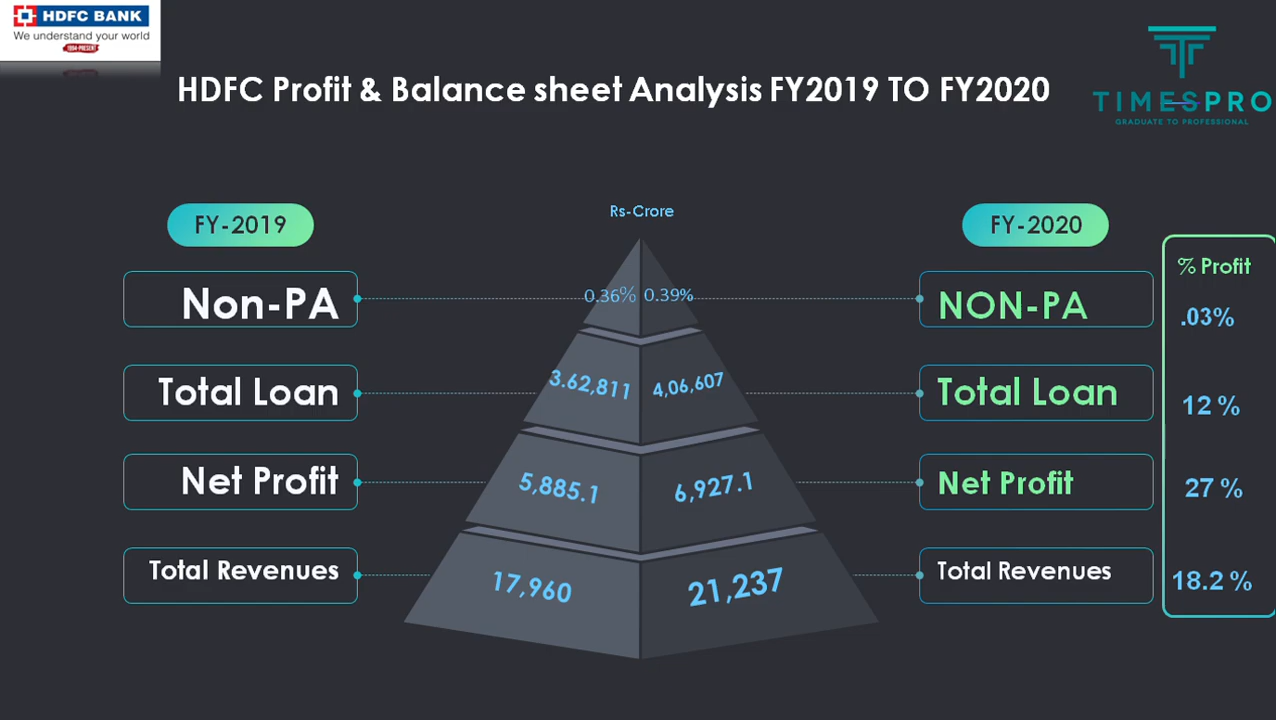 HDFC BANK
We understand your world
1994-PRESENT
HDFC Profit & Balance sheet Analysis FY2019 TO FY2020
TIMESPRO
GRADUATE TO PROFESSIONAL
FY-2019
Rs-Crore
FY-2020
% Profit
Non-PA
0.36%
0.39%
NON-PA
.03%
Total Loan
3.62,811
4,06,607
Total Loan
12 %
Net Profit
5,885.1
6,927.1
Net Profit
27 %
Total Revenues
17,960
21,237
Total Revenues
18.2 %